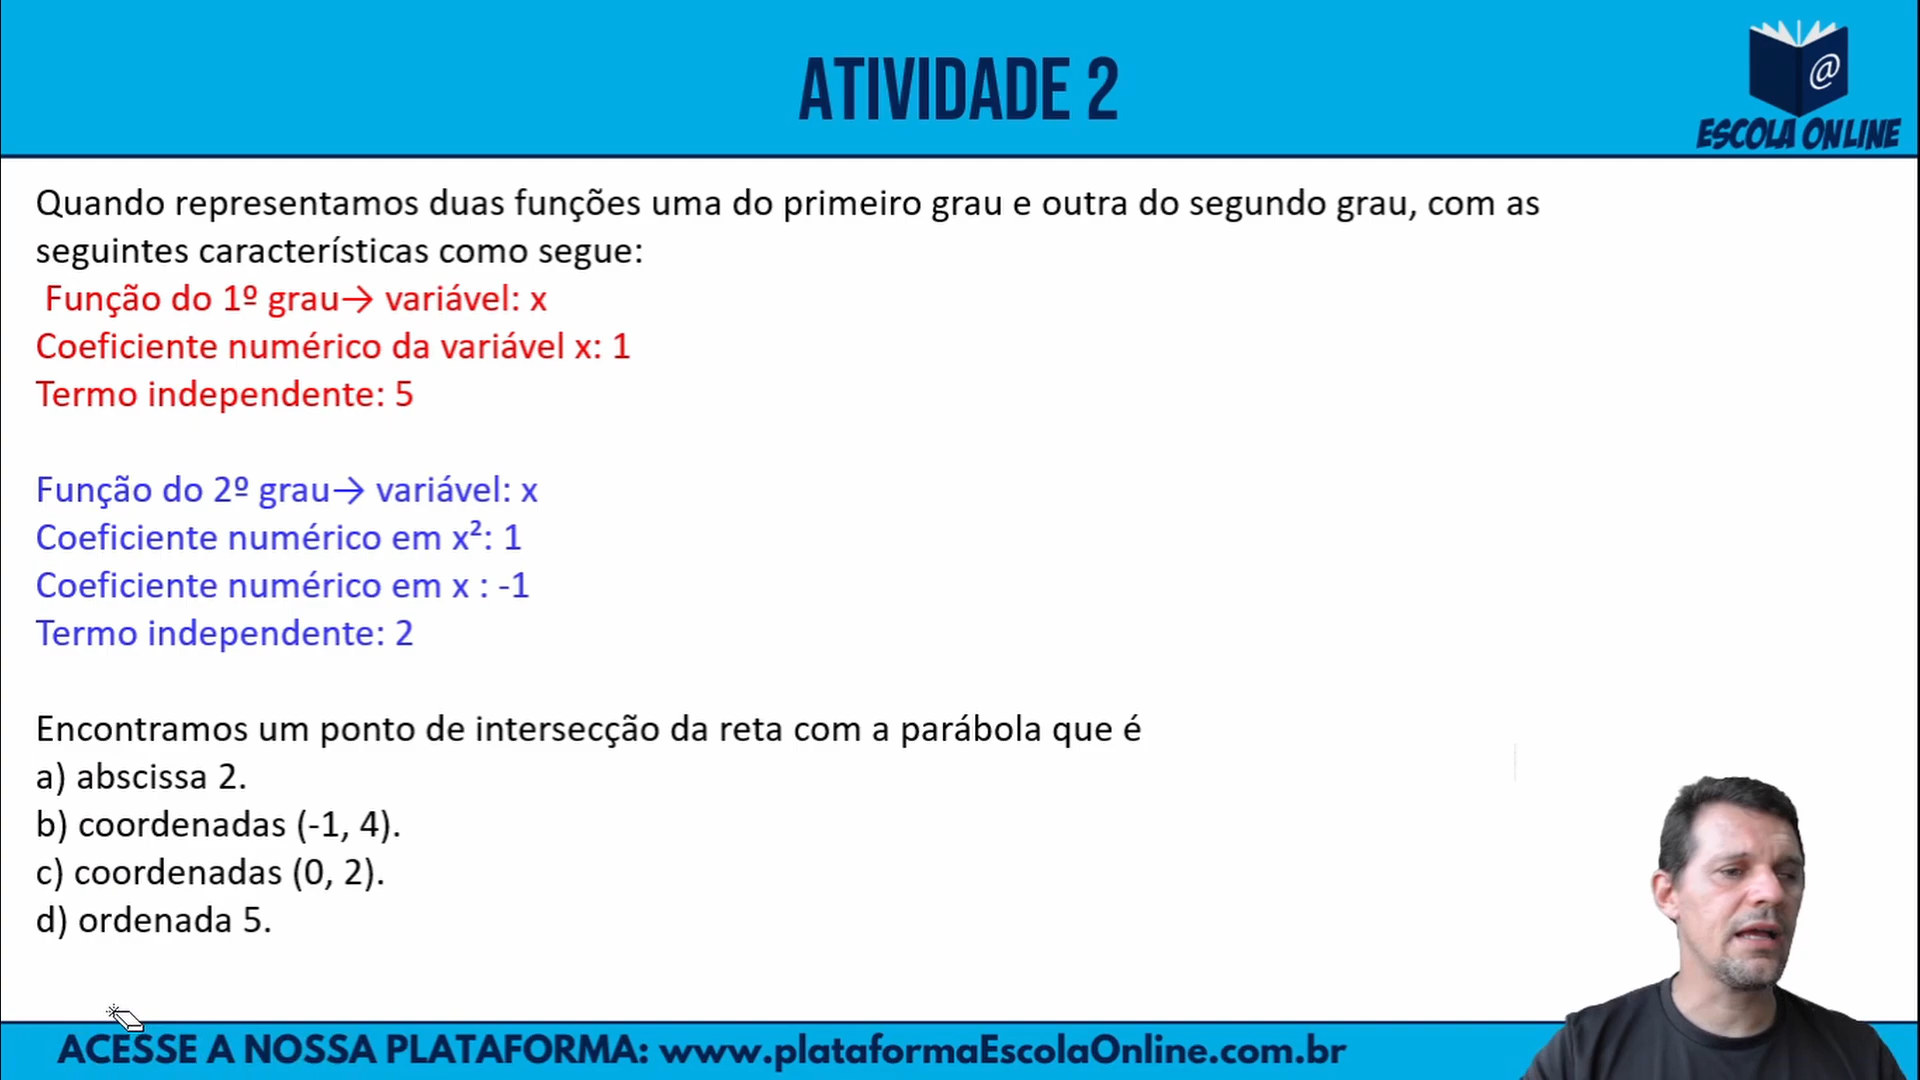 ATIVIDADE 2
@
ESCOLA ONLINE
Quando representamos duas funções uma do primeiro grau e outra do segundo grau, com as
seguintes características como segue:
Função do 1º grau→ variável: x
Coeficiente numérico da variável x: 1
Termo independente: 5
Função do 2º grau→ variável: x
Coeficiente numérico em x²: 1
Coeficiente numérico em x : -1
Termo independente: 2
Encontramos um ponto de intersecção da reta com a parábola que é
a) abscissa 2.
b) coordenadas (-1, 4).
c) coordenadas (0, 2).
d) ordenada 5.
ACESSE A NOSSA PLATAFORMA: www.plataformaEscolaOnline.com.br